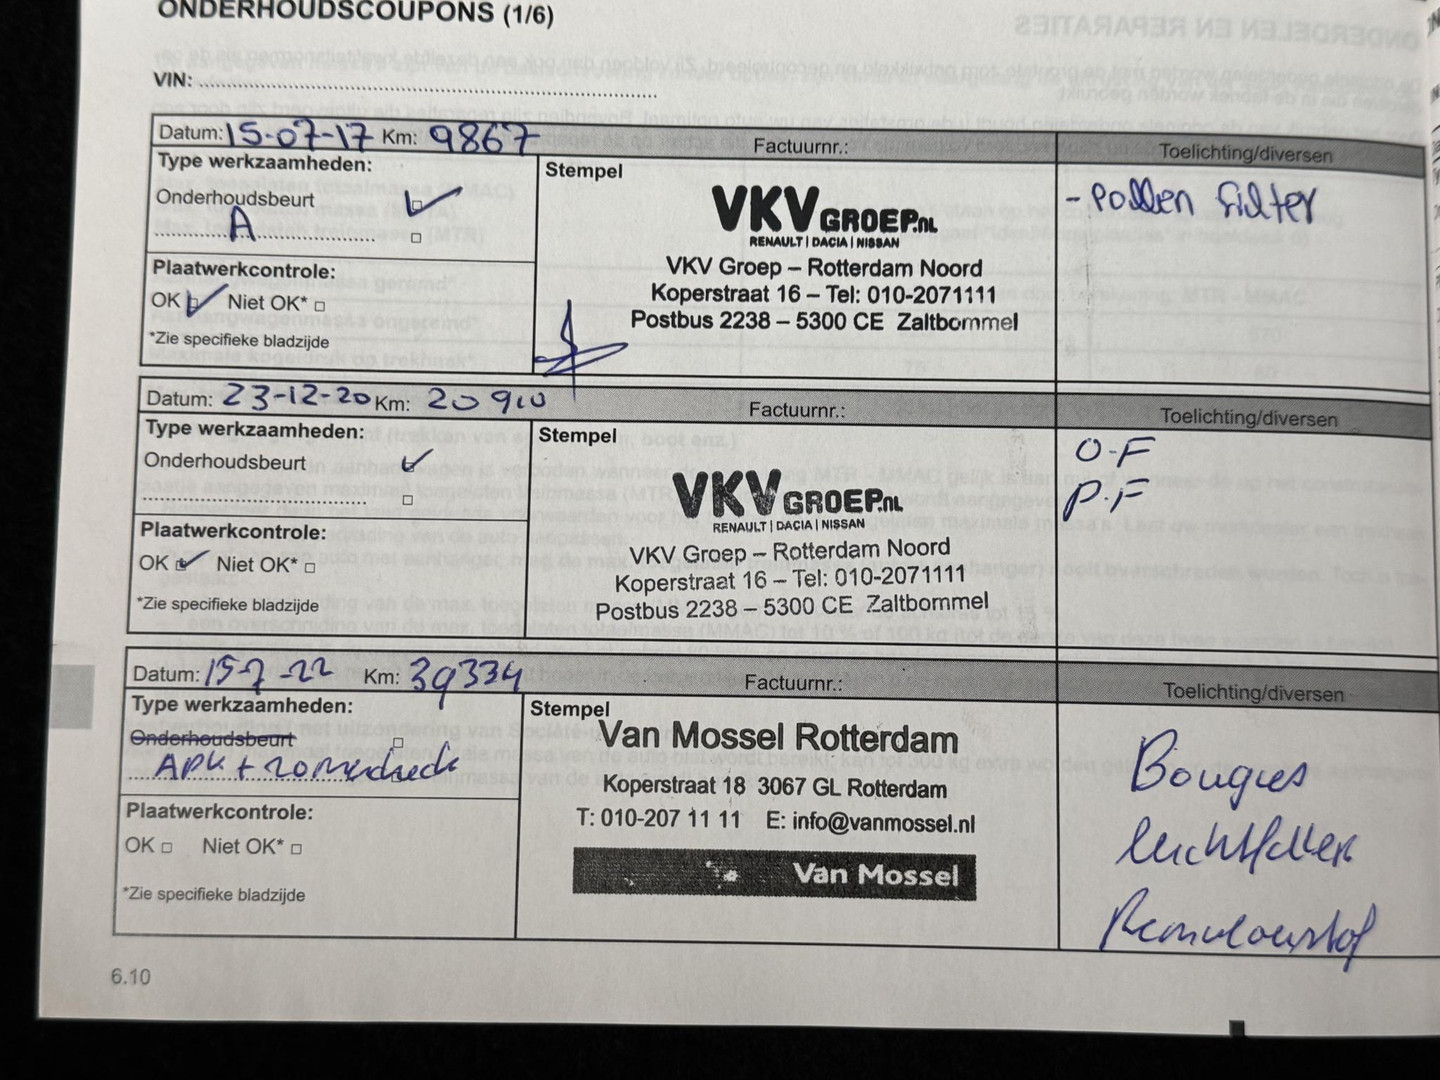 ONDERHOUDSCOUPONS (1/6)
ONDERDELEN EN REPARATIES
VIN:
Datum: 15-07-17 Km: 9867 Factuurnr.: Toelichting/diversen
Type werkzaamheden:
Onderhoudsbeurt
A
Plaatwerkcontrole:
OK Niet OK*
*Zie specifieke bladzijde
Stempel
VKV GROEP.nl
RENAULT | DACIA | NISSAN
VKV Groep – Rotterdam Noord
Koperstraat 16 – Tel: 010-2071111
Postbus 2238 – 5300 CE Zaltbommel
- pollen filter
Datum: 23-12-20 Km: 20910 Factuurnr.: Toelichting/diversen
Type werkzaamheden:
Onderhoudsbeurt
Plaatwerkcontrole:
OK Niet OK*
*Zie specifieke bladzijde
Stempel
VKV GROEP.nl
RENAULT | DACIA | NISSAN
VKV Groep – Rotterdam Noord
Koperstraat 16 – Tel: 010-2071111
Postbus 2238 – 5300 CE Zaltbommel
O-F
P.F
Datum: 15-7-22 Km: 39334 Factuurnr.: Toelichting/diversen
Type werkzaamheden:
Onderhoudsbeurt
APK + zomercheck
Plaatwerkcontrole:
OK Niet OK*
*Zie specifieke bladzijde
Stempel
Van Mossel Rotterdam
Koperstraat 18 3067 GL Rotterdam
T: 010-207 11 11 E: info@vanmossel.nl
Van Mossel
Bougies
luchtfilter
Remvloeistof
6.10